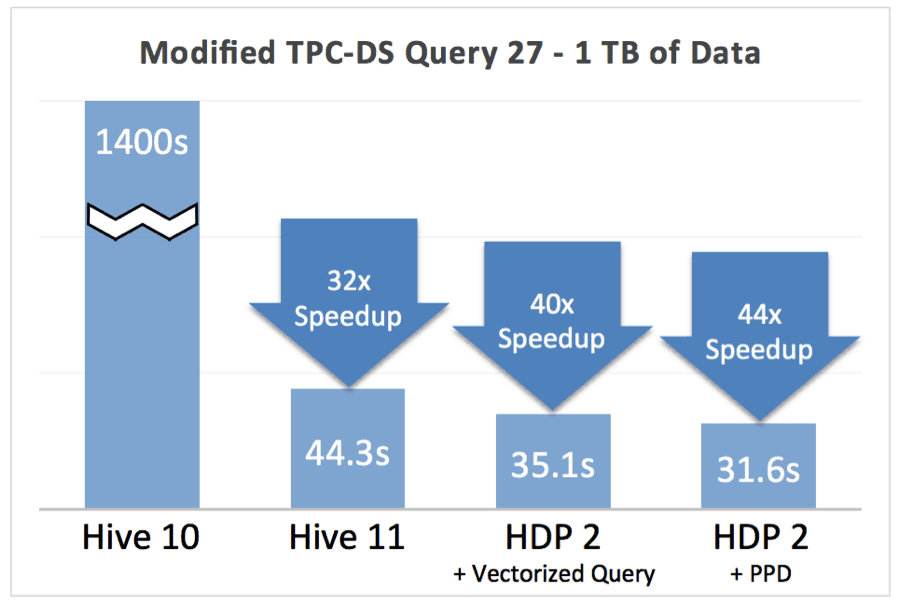 Modified TPC-DS Query 27 - 1 TB of Data
1400s
32x
Speedup
40x
Speedup
44x
Speedup
44.3s
35.1s
31.6s
Hive 10
Hive 11
HDP 2
+ Vectorized Query
HDP 2
+ PPD